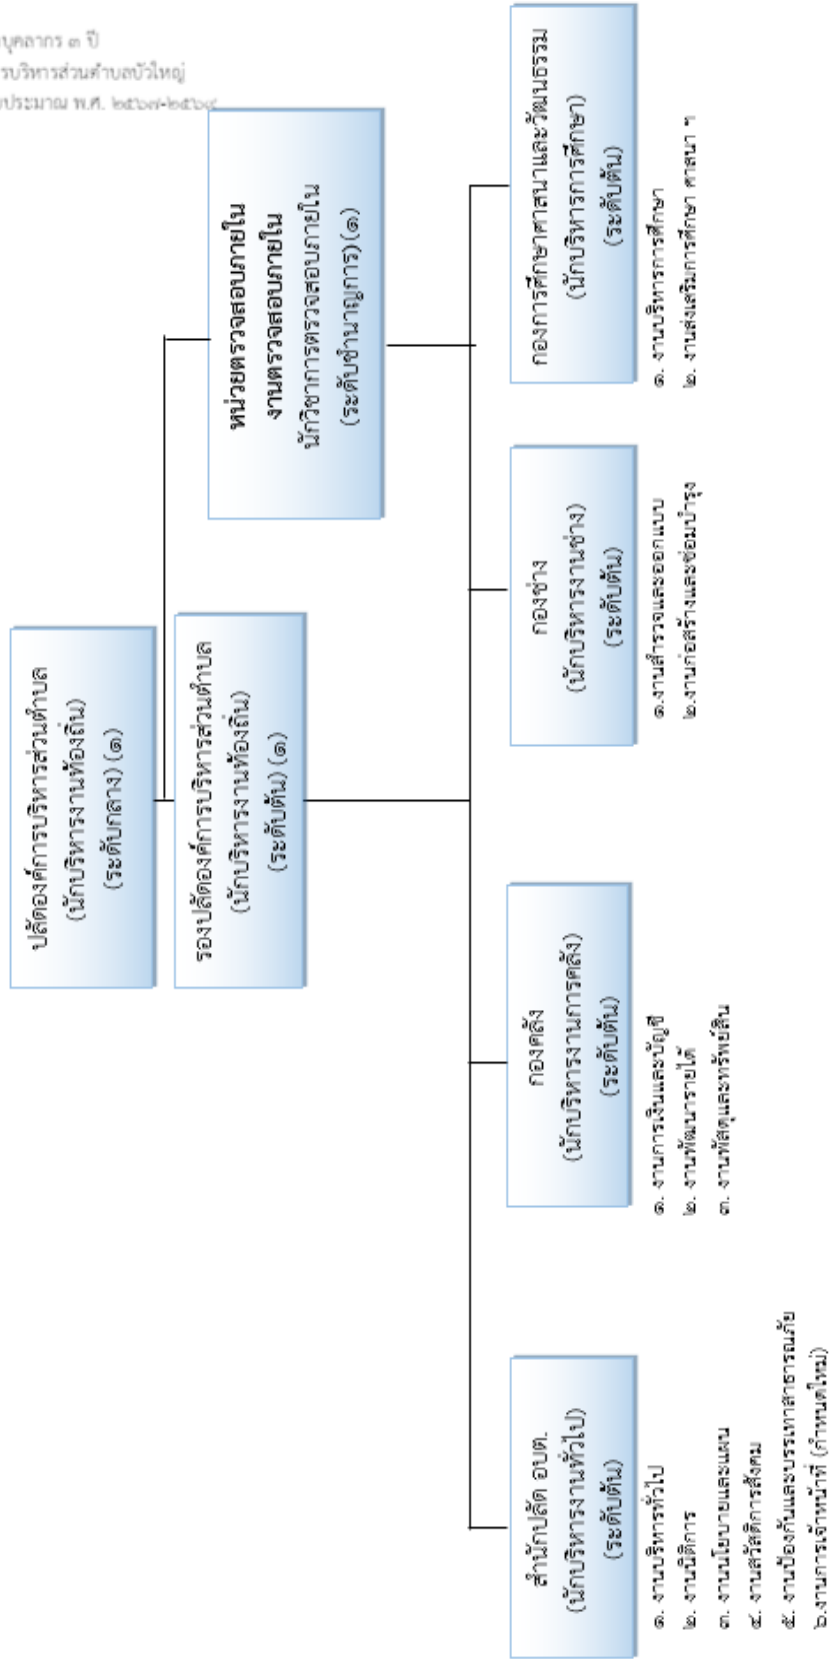 บุคลากร ๓ ปี
รบริหารส่วนตำบลบัวใหญ่
ประมาณ พ.ศ. ๒๕๖๗-๒๕๖๙
ปลัดองค์การบริหารส่วนตำบล
(นักบริหารงานท้องถิ่น)
(ระดับกลาง) (๑)
รองปลัดองค์การบริหารส่วนตำบล
(นักบริหารงานท้องถิ่น)
(ระดับต้น) (๑)
หน่วยตรวจสอบภายใน
งานตรวจสอบภายใน
นักวิชาการตรวจสอบภายใน
(ระดับชำนาญการ) (๑)
สำนักปลัด อบต.
(นักบริหารงานทั่วไป)
(ระดับต้น)
๑. งานบริหารทั่วไป
๒. งานนิติการ
๓. งานนโยบายและแผน
๔. งานสวัสดิการสังคม
๕. งานป้องกันและบรรเทาสาธารณภัย
๖.งานการเจ้าหน้าที่ (กำหนดใหม่)
กองคลัง
(นักบริหารงานการคลัง)
(ระดับต้น)
๑. งานการเงินและบัญชี
๒. งานพัฒนารายได้
๓. งานพัสดุและทรัพย์สิน
กองช่าง
(นักบริหารงานช่าง)
(ระดับต้น)
๑.งานสำรวจและออกแบบ
๒.งานก่อสร้างและซ่อมบำรุง
กองการศึกษาศาสนาและวัฒนธรรม
(นักบริหารการศึกษา)
(ระดับต้น)
๑. งานบริหารการศึกษา
๒. งานส่งเสริมการศึกษา ศาสนา ฯ